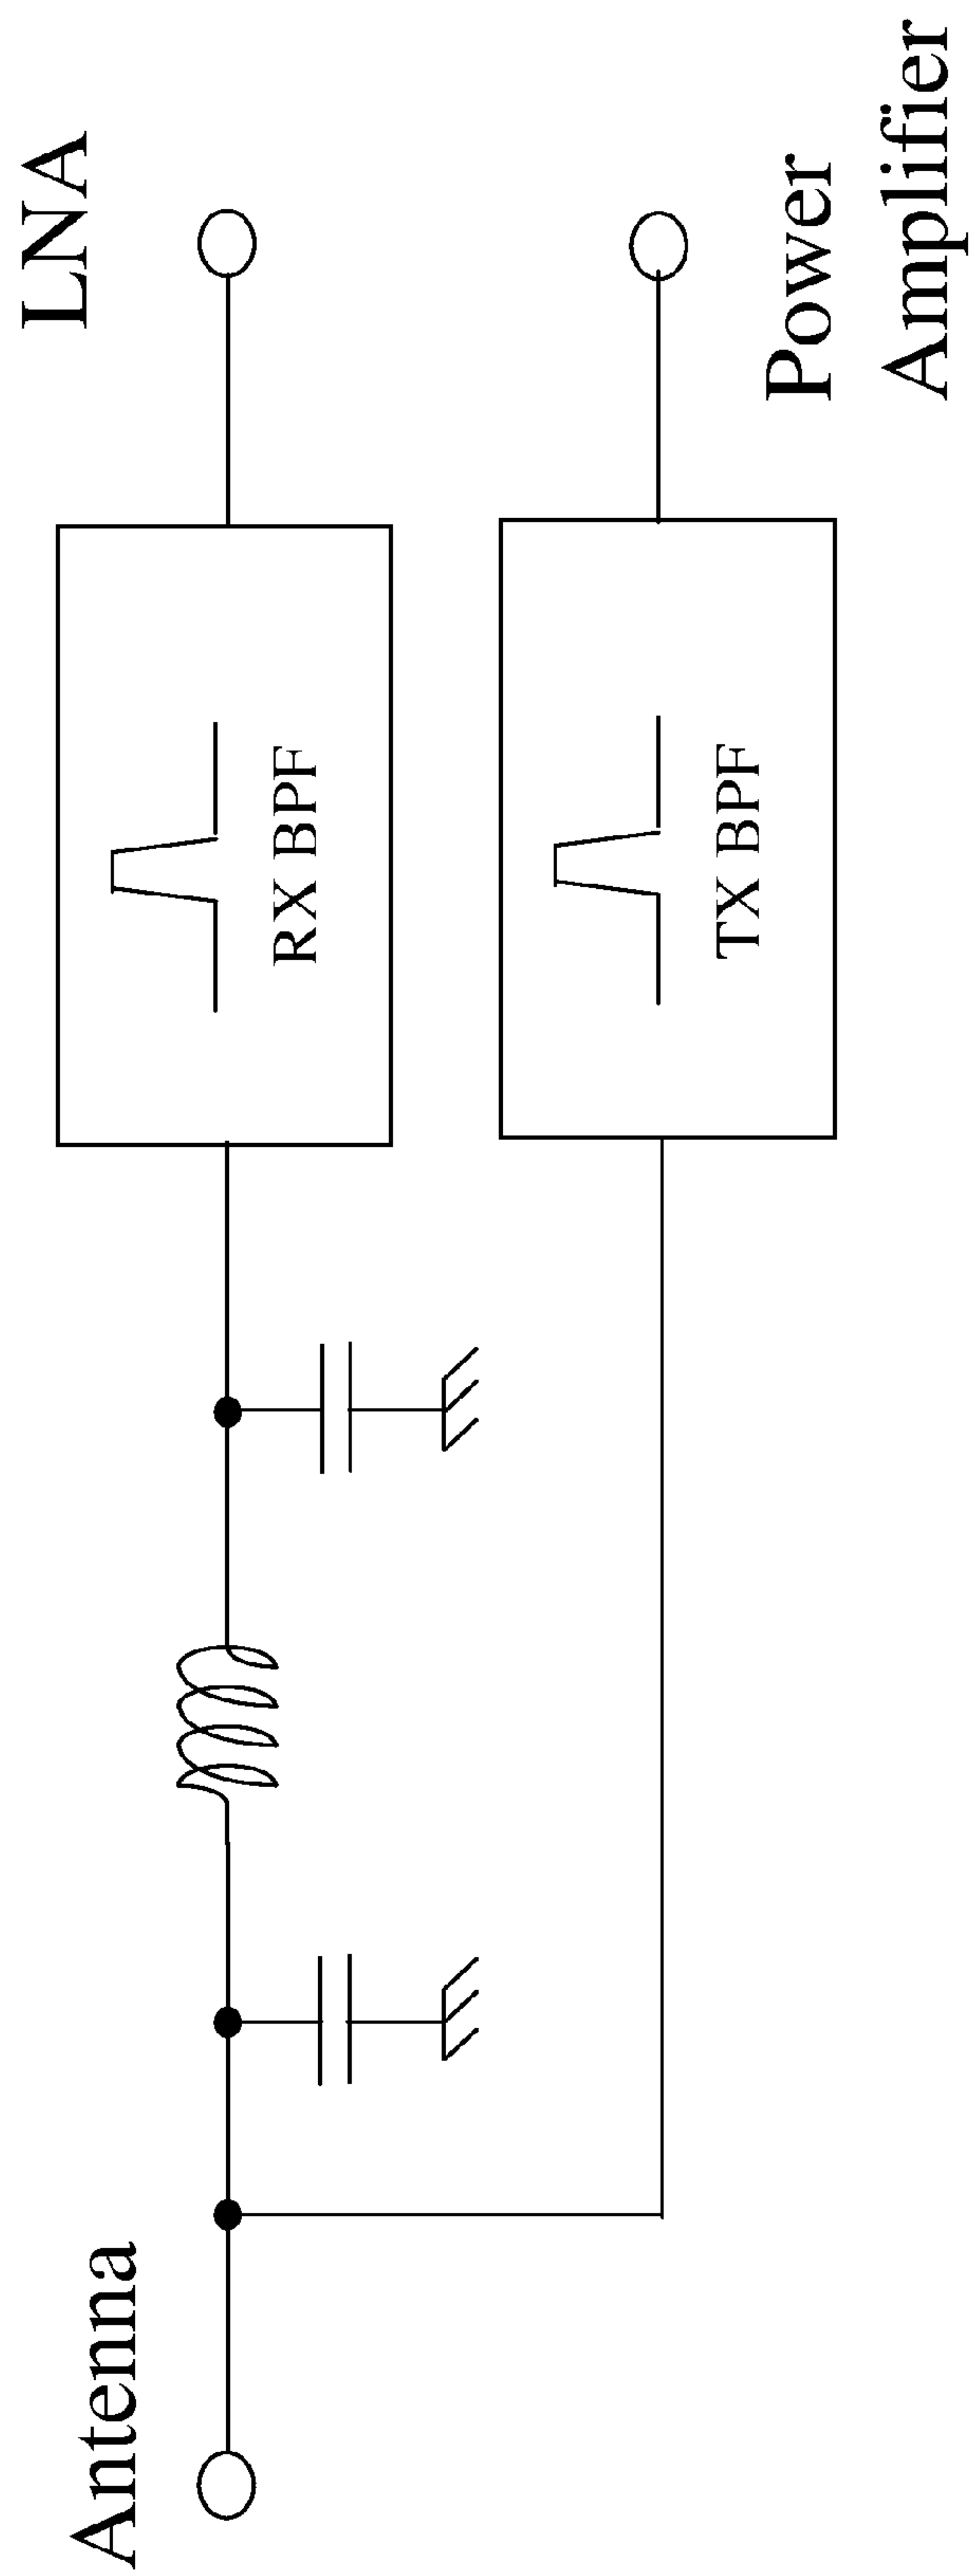 Antenna
LNA
RX BPF
TX BPF
Power
Amplifier